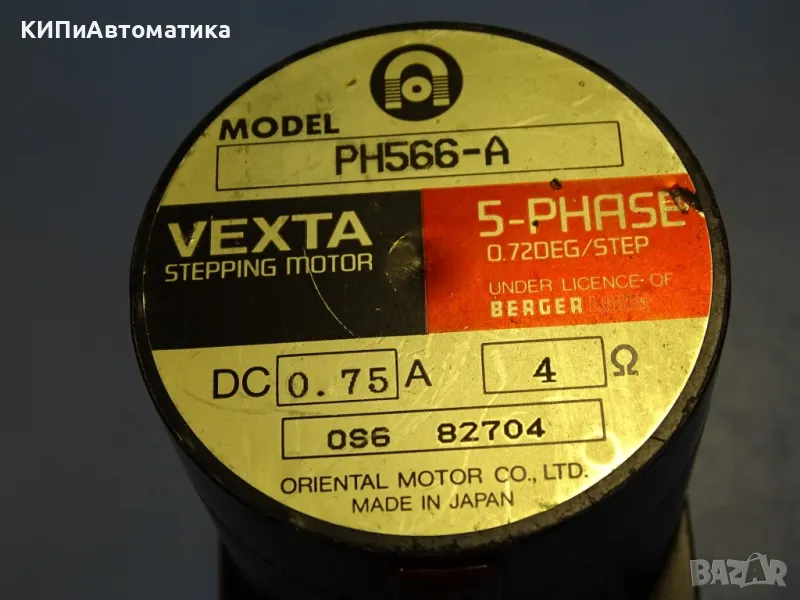 КИПиАвтоматика
MODEL
PH566-A
VEXTA
STEPPING MOTOR
5-PHASE
0.72DEG/STEP
UNDER LICENCE OF
BERGER
DC 0.75 A 4 Ω
0S6 82704
ORIENTAL MOTOR CO., LTD.
MADE IN JAPAN
BAZAR